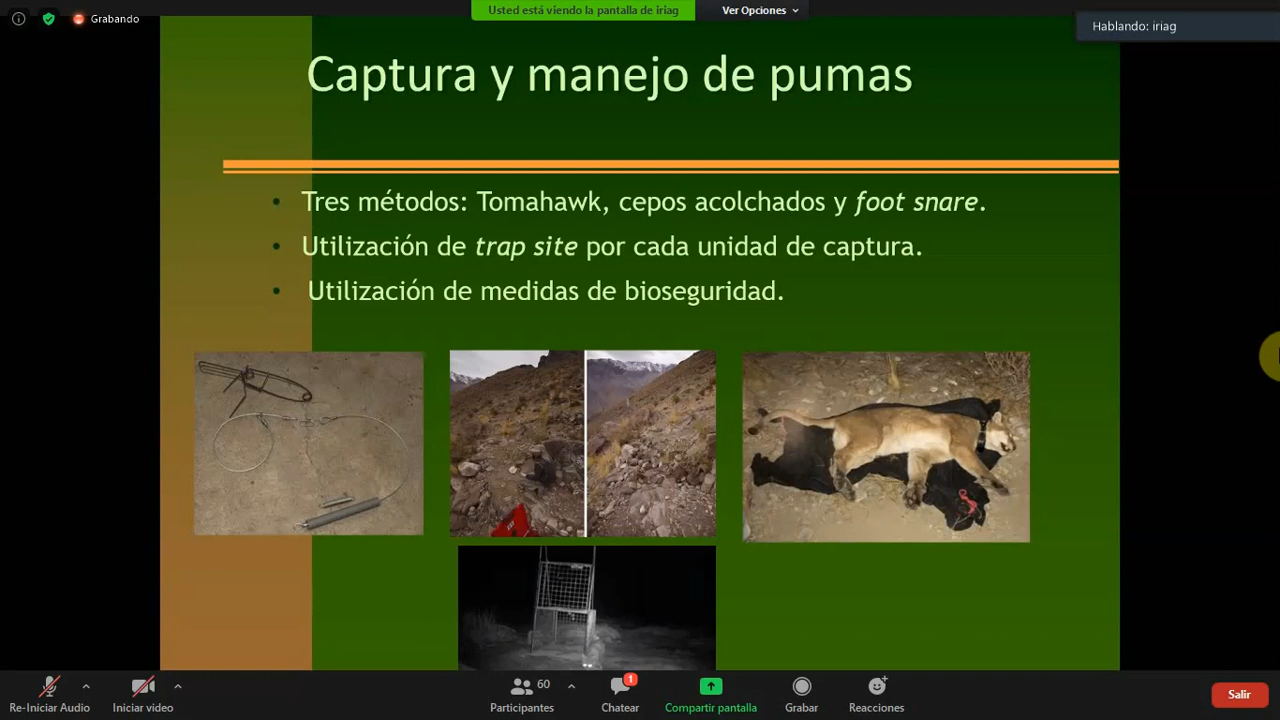 Grabando
Usted está viendo la pantalla de iriag
Ver Opciones
Hablando: iriag
Captura y manejo de pumas
• Tres métodos: Tomahawk, cepos acolchados y foot snare.
• Utilización de trap site por cada unidad de captura.
• Utilización de medidas de bioseguridad.
Re-Iniciar Audio
Iniciar video
60
Participantes
1
Chatear
Compartir pantalla
Grabar
Reacciones
Salir